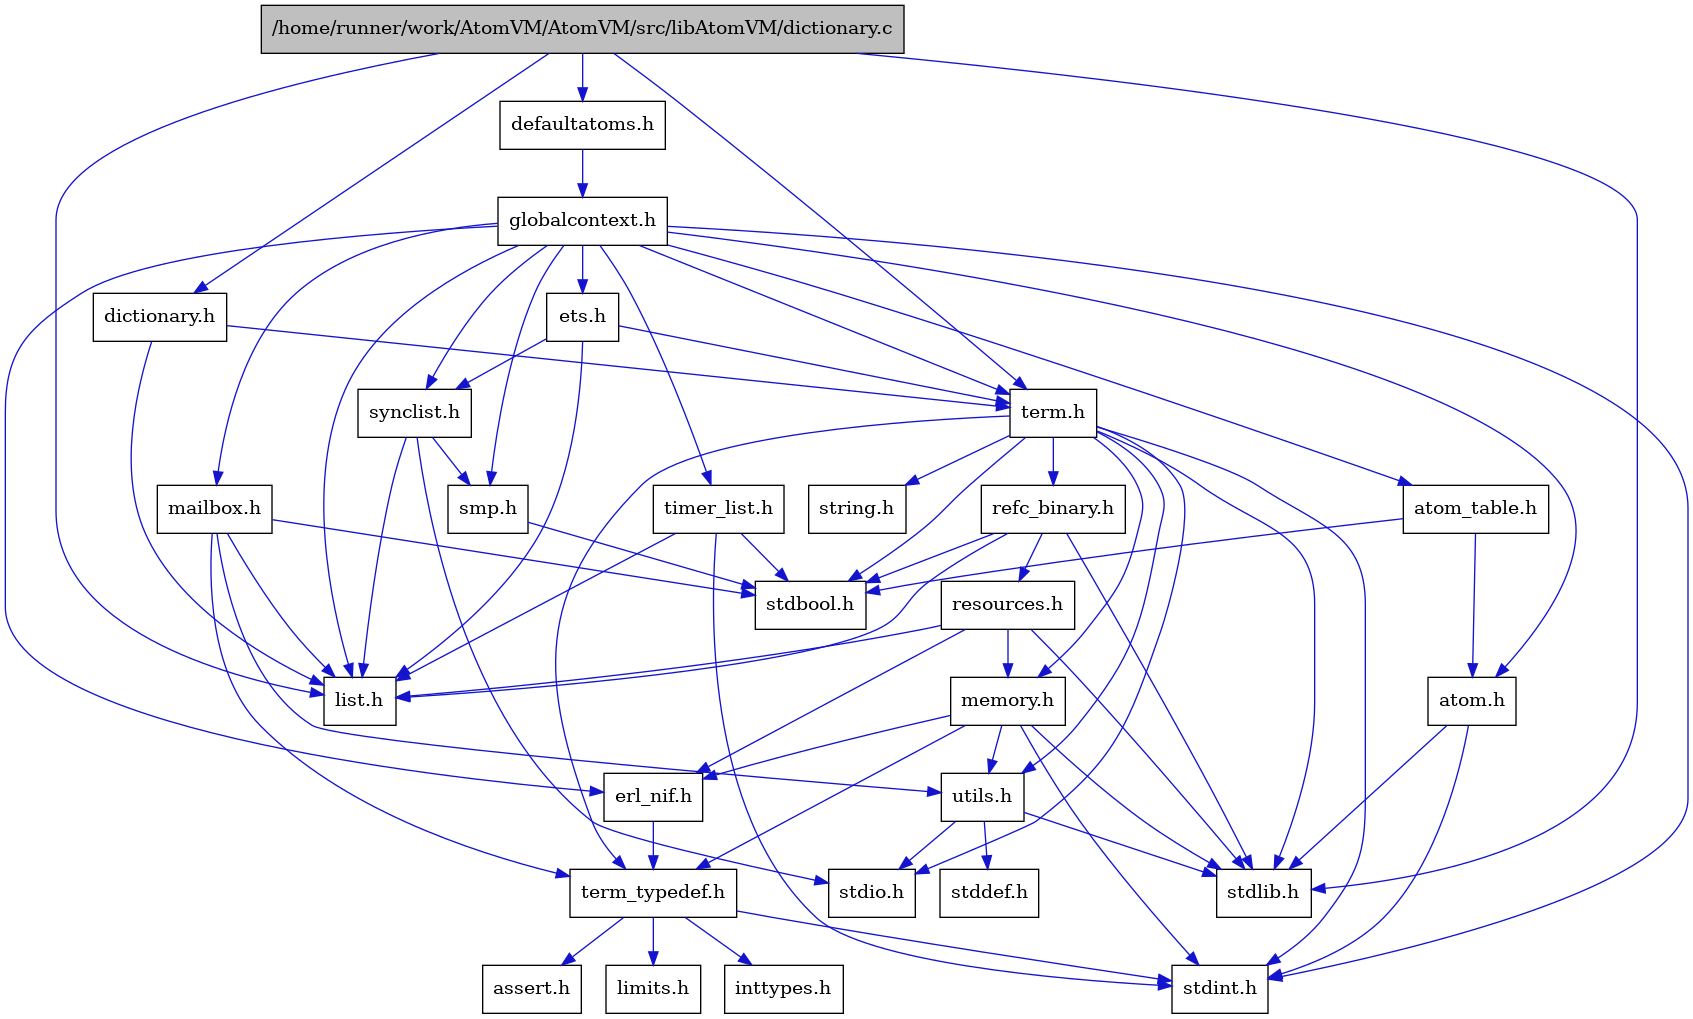 /home/runner/work/AtomVM/AtomVM/src/libAtomVM/dictionary.c
defaultatoms.h
globalcontext.h
dictionary.h
ets.h
synclist.h
term.h
mailbox.h
smp.h
timer_list.h
string.h
refc_binary.h
atom_table.h
stdbool.h
resources.h
list.h
memory.h
atom.h
erl_nif.h
utils.h
term_typedef.h
stdio.h
stddef.h
stdlib.h
assert.h
limits.h
inttypes.h
stdint.h